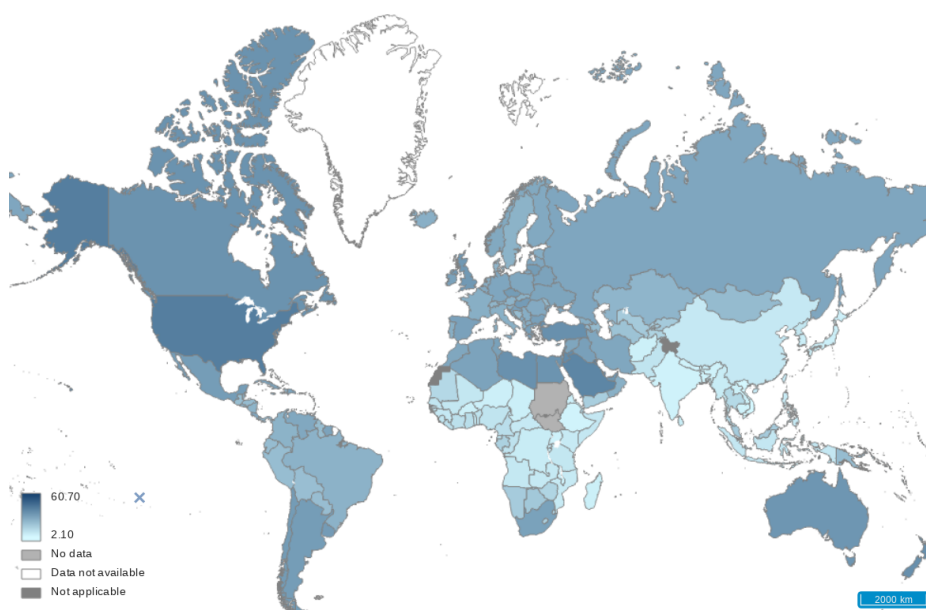 60.70
2.10
No data
Data not available
Not applicable
2000 km